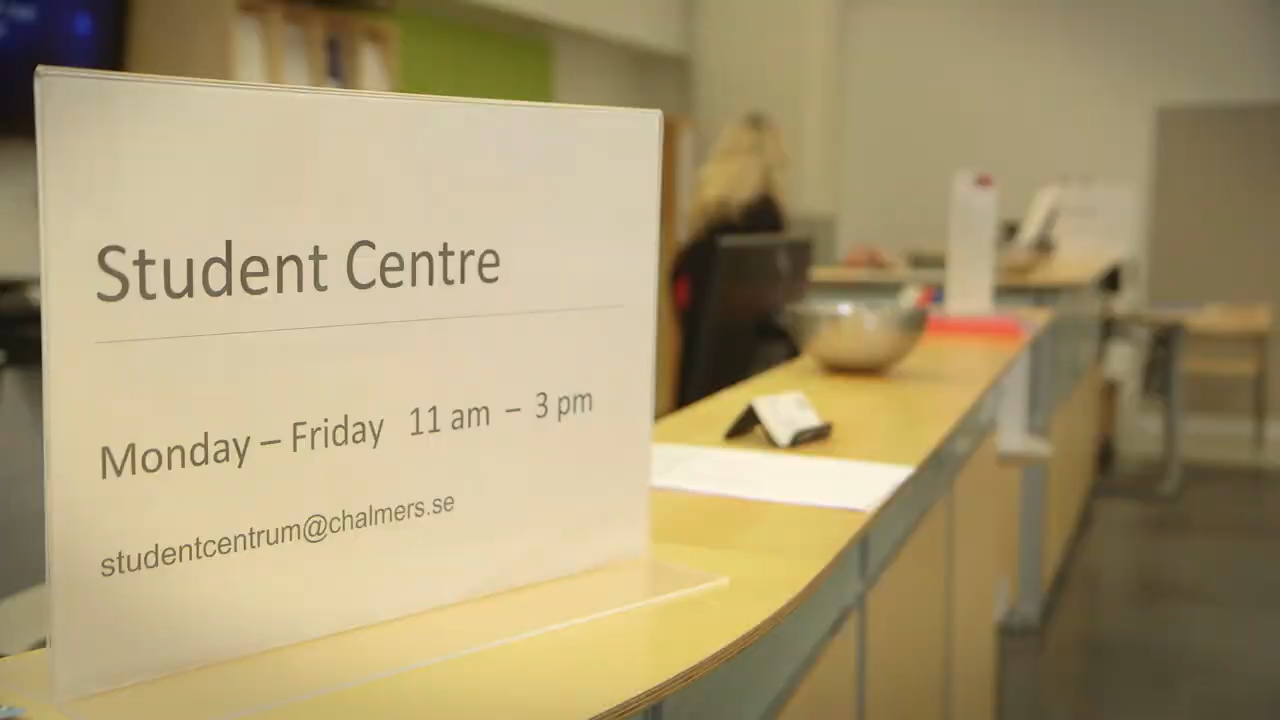 Student Centre
Monday – Friday 11 am – 3 pm
studentcentrum@chalmers.se